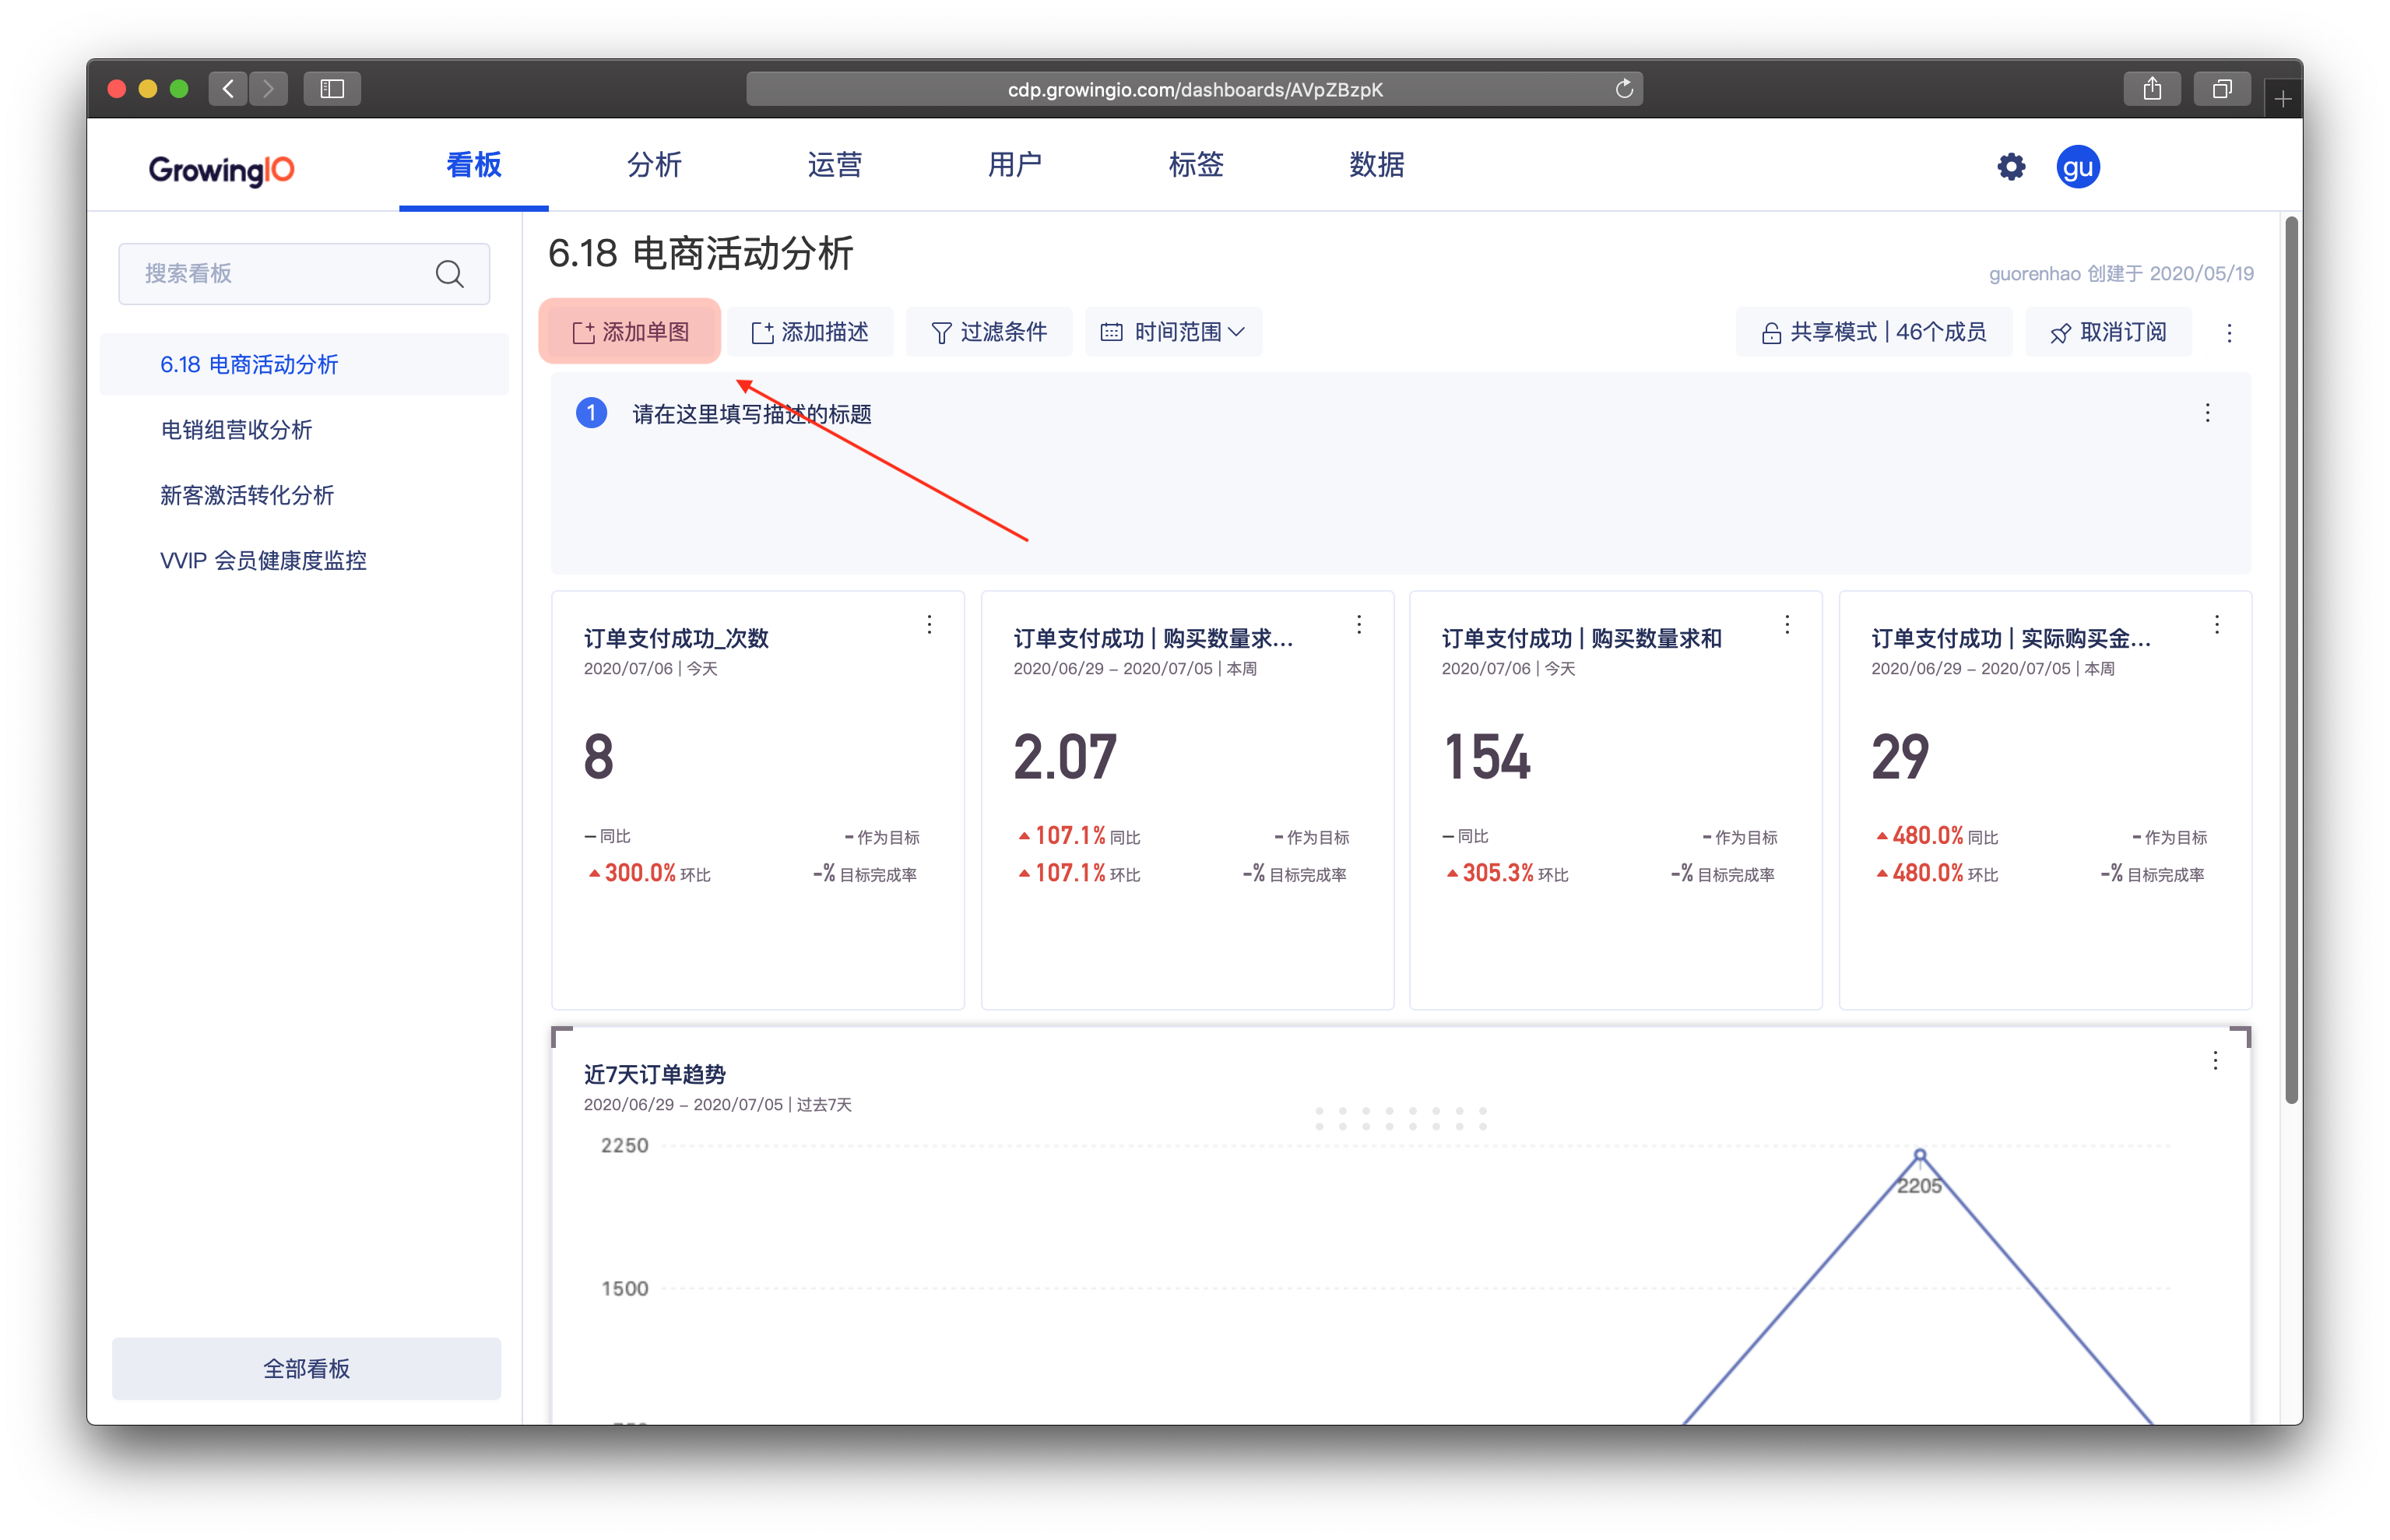 cdp.growingio.com/dashboards/AVpZBzpK
GrowingIO
看板
分析
运营
用户
标签
数据
gu
搜索看板
6.18 电商活动分析
电销组营收分析
新客激活转化分析
VVIP 会员健康度监控
全部看板
6.18 电商活动分析
guorenhao 创建于 2020/05/19
添加单图
添加描述
过滤条件
时间范围
共享模式 | 46个成员
取消订阅
1 请在这里填写描述的标题
订单支付成功_次数
2020/07/06 | 今天
8
– 同比
- 作为目标
300.0% 环比
-% 目标完成率
订单支付成功 | 购买数量求...
2020/06/29 – 2020/07/05 | 本周
2.07
107.1% 同比
- 作为目标
107.1% 环比
-% 目标完成率
订单支付成功 | 购买数量求和
2020/07/06 | 今天
154
– 同比
- 作为目标
305.3% 环比
-% 目标完成率
订单支付成功 | 实际购买金...
2020/06/29 – 2020/07/05 | 本周
29
480.0% 同比
- 作为目标
480.0% 环比
-% 目标完成率
近7天订单趋势
2020/06/29 – 2020/07/05 | 过去7天
2250
2205
1500